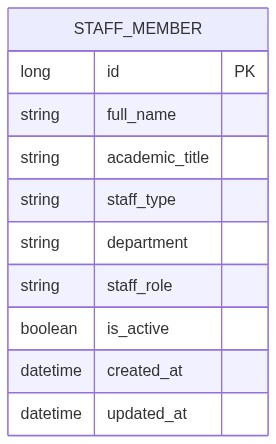 STAFF_MEMBER
long id PK
string full_name
string academic_title
string staff_type
string department
string staff_role
boolean is_active
datetime created_at
datetime updated_at